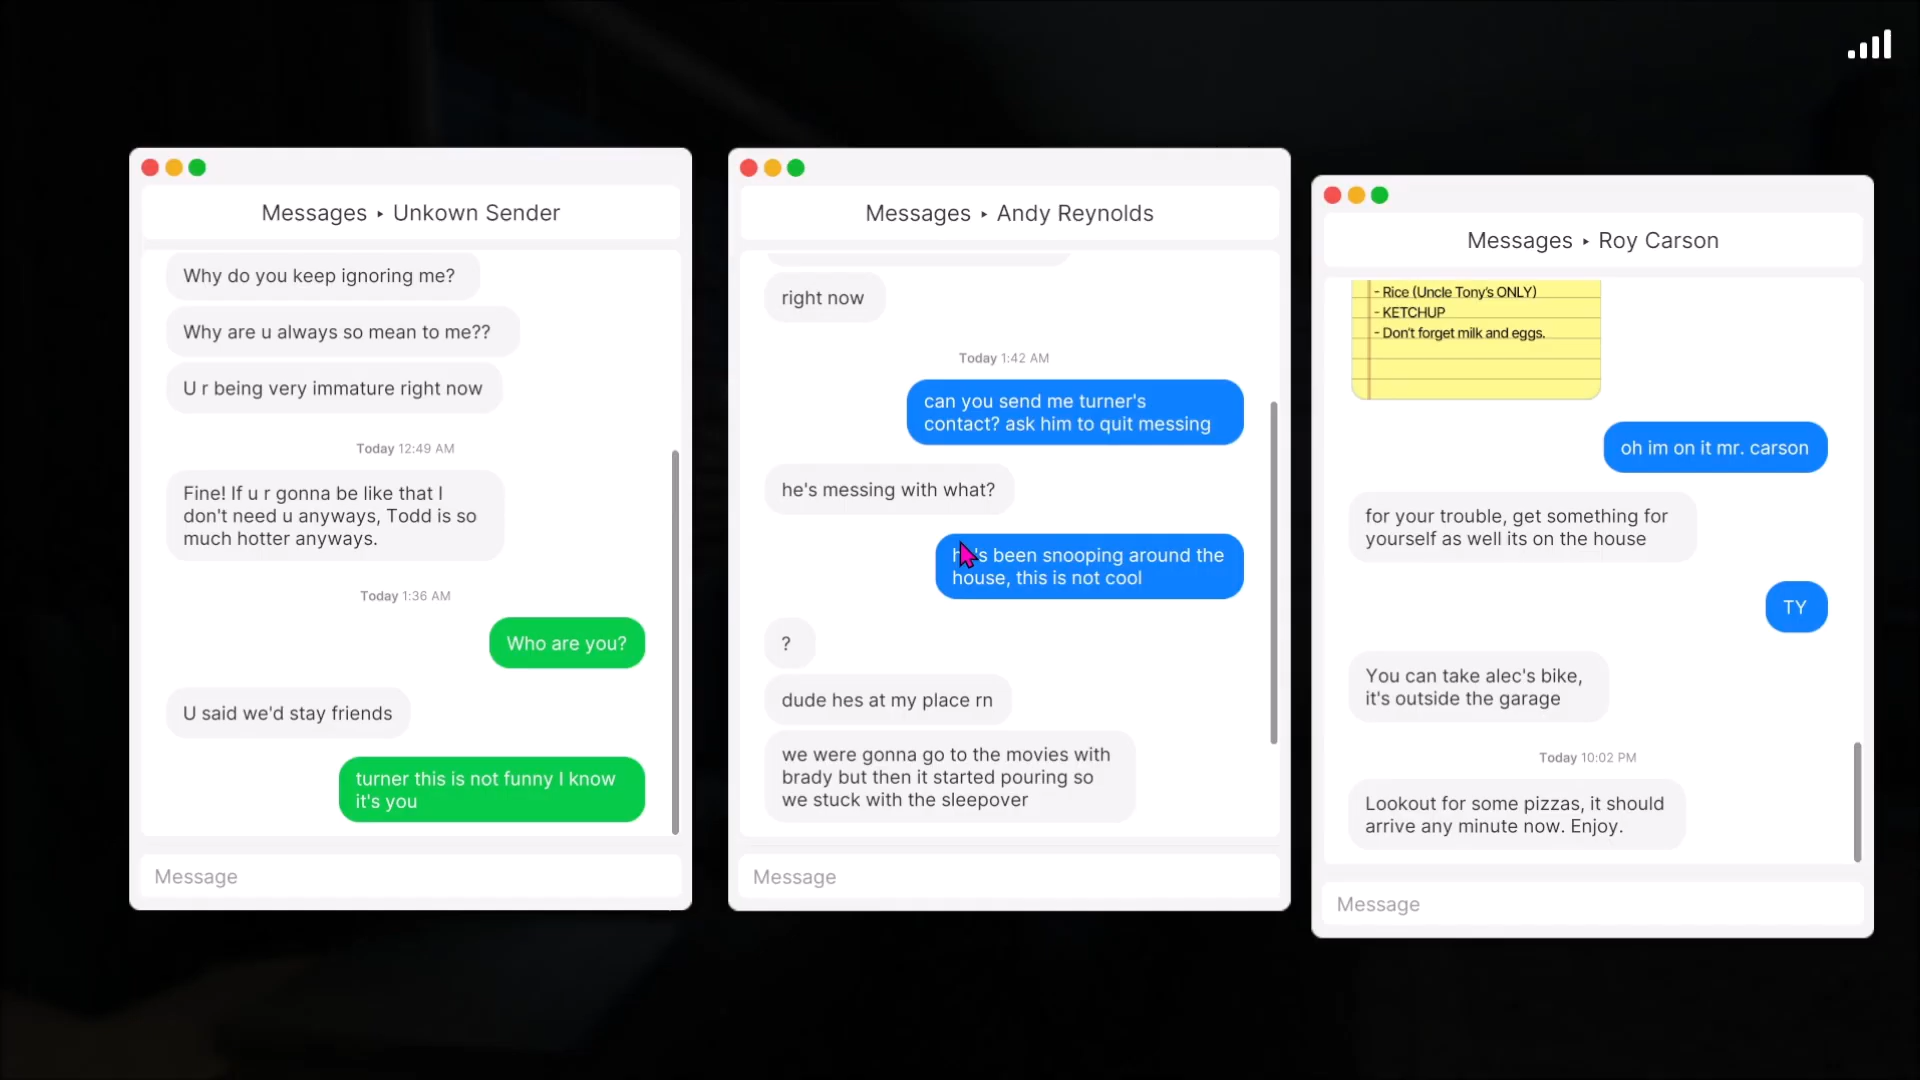 Messages ▸ Unkown Sender
Why do you keep ignoring me?
Why are u always so mean to me??
U r being very immature right now
Today 12:49 AM
Fine! If u r gonna be like that I
don't need u anyways, Todd is so
much hotter anyways.
Today 1:36 AM
Who are you?
U said we'd stay friends
turner this is not funny I know
it's you
Message
Messages ▸ Andy Reynolds
right now
Today 1:42 AM
can you send me turner's
contact? ask him to quit messing
he's messing with what?
he's been snooping around the
house, this is not cool
?
dude hes at my place rn
we were gonna go to the movies with
brady but then it started pouring so
we stuck with the sleepover
Message
Messages ▸ Roy Carson
- Rice (Uncle Tony's ONLY)
- KETCHUP
- Don't forget milk and eggs.
oh im on it mr. carson
for your trouble, get something for
yourself as well its on the house
TY
You can take alec's bike,
it's outside the garage
Today 10:02 PM
Lookout for some pizzas, it should
arrive any minute now. Enjoy.
Message